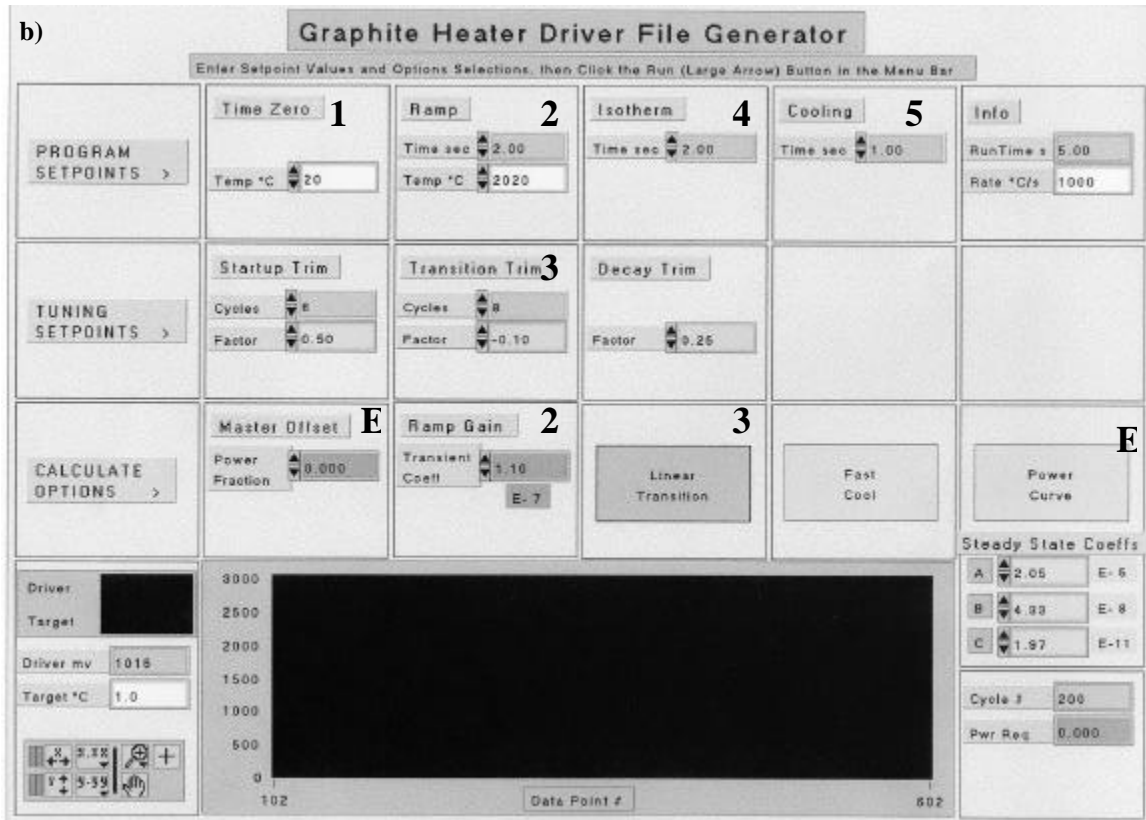 b)
Graphite Heater Driver File Generator
Enter Setpoint Values and Options Selections, then Click the Run (Large Arrow) Button in the Menu Bar
PROGRAM
SETPOINTS >
Time Zero 1
Temp °C 20
Ramp 2
Time sec 2.00
Temp °C 2020
Isotherm 4
Time sec 2.00
Cooling 5
Time sec 1.00
Info
RunTime s 5.00
Rate °C/s 1000
TUNING
SETPOINTS >
Startup Trim
Cycles 6
Factor 0.50
Transition Trim 3
Cycles 8
Factor -0.10
Decay Trim
Factor 0.25
CALCULATE
OPTIONS >
Master Offset E
Power
Fraction 0.000
Ramp Gain 2
Transient
Coeff 1.10
E- 7
3
Linear
Transition
Fast
Cool
E
Power
Curve
Steady State Coeffs
A 2.05 E- 5
B 4.33 E- 8
C 1.97 E-11
Driver
Target
Driver mv 1016
Target °C 1.0
X X.XX
Y Y.YY
3000
2500
2000
1500
1000
500
0
102 602
Data Point #
Cycle # 200
Pwr Req 0.000